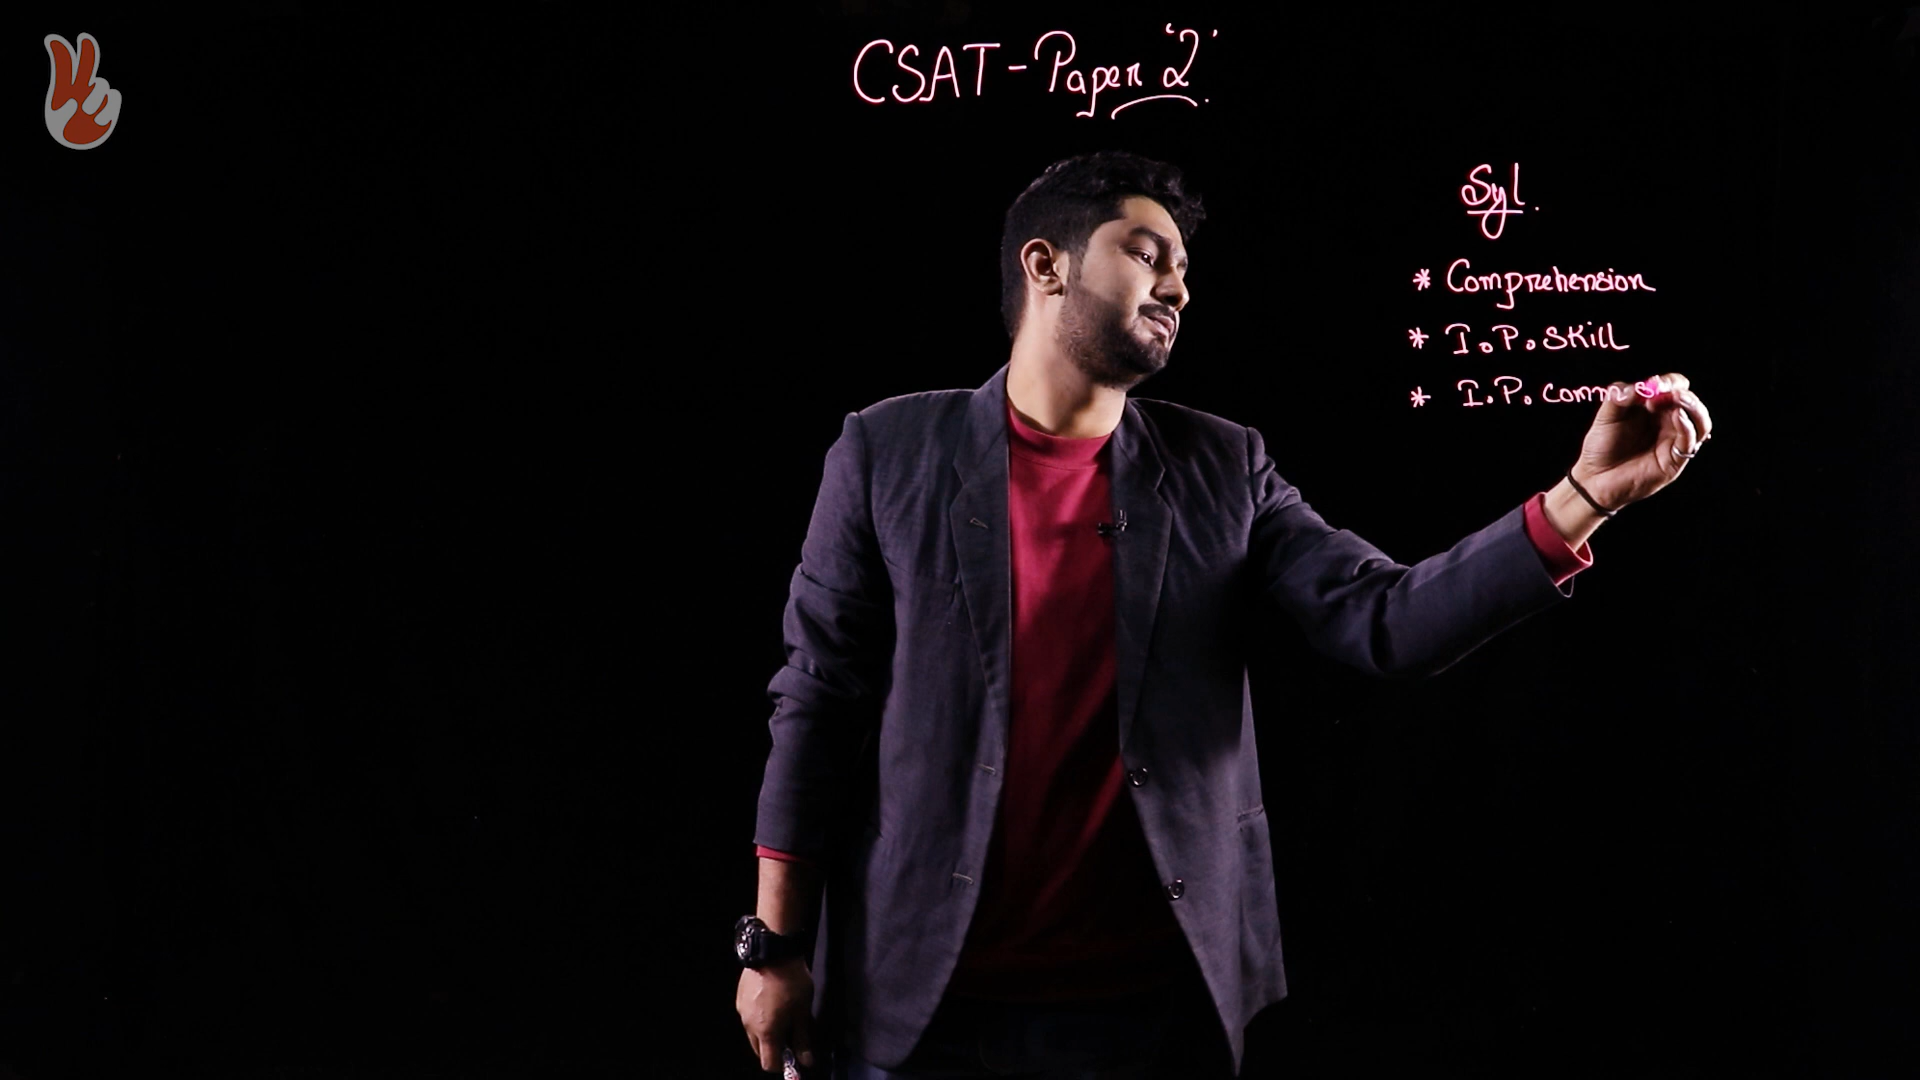 CSAT - Paper '2'.
Syl.
* Comprehension
* I.P. Skill
* I.P. comm.